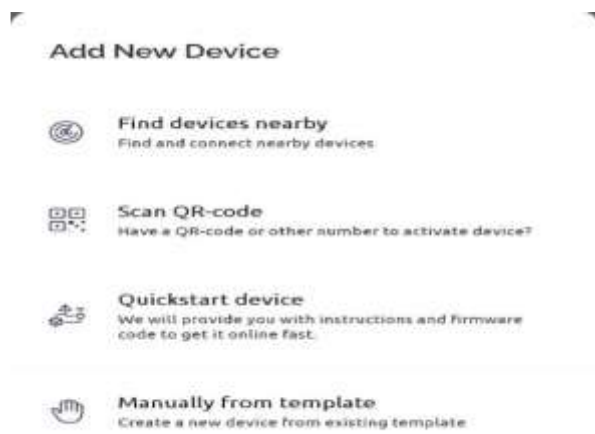 Add New Device
Find devices nearby
Find and connect nearby devices
Scan QR-code
Have a QR-code or other number to activate device?
Quickstart device
We will provide you with instructions and firmware
code to get it online fast.
Manually from template
Create a new device from existing template